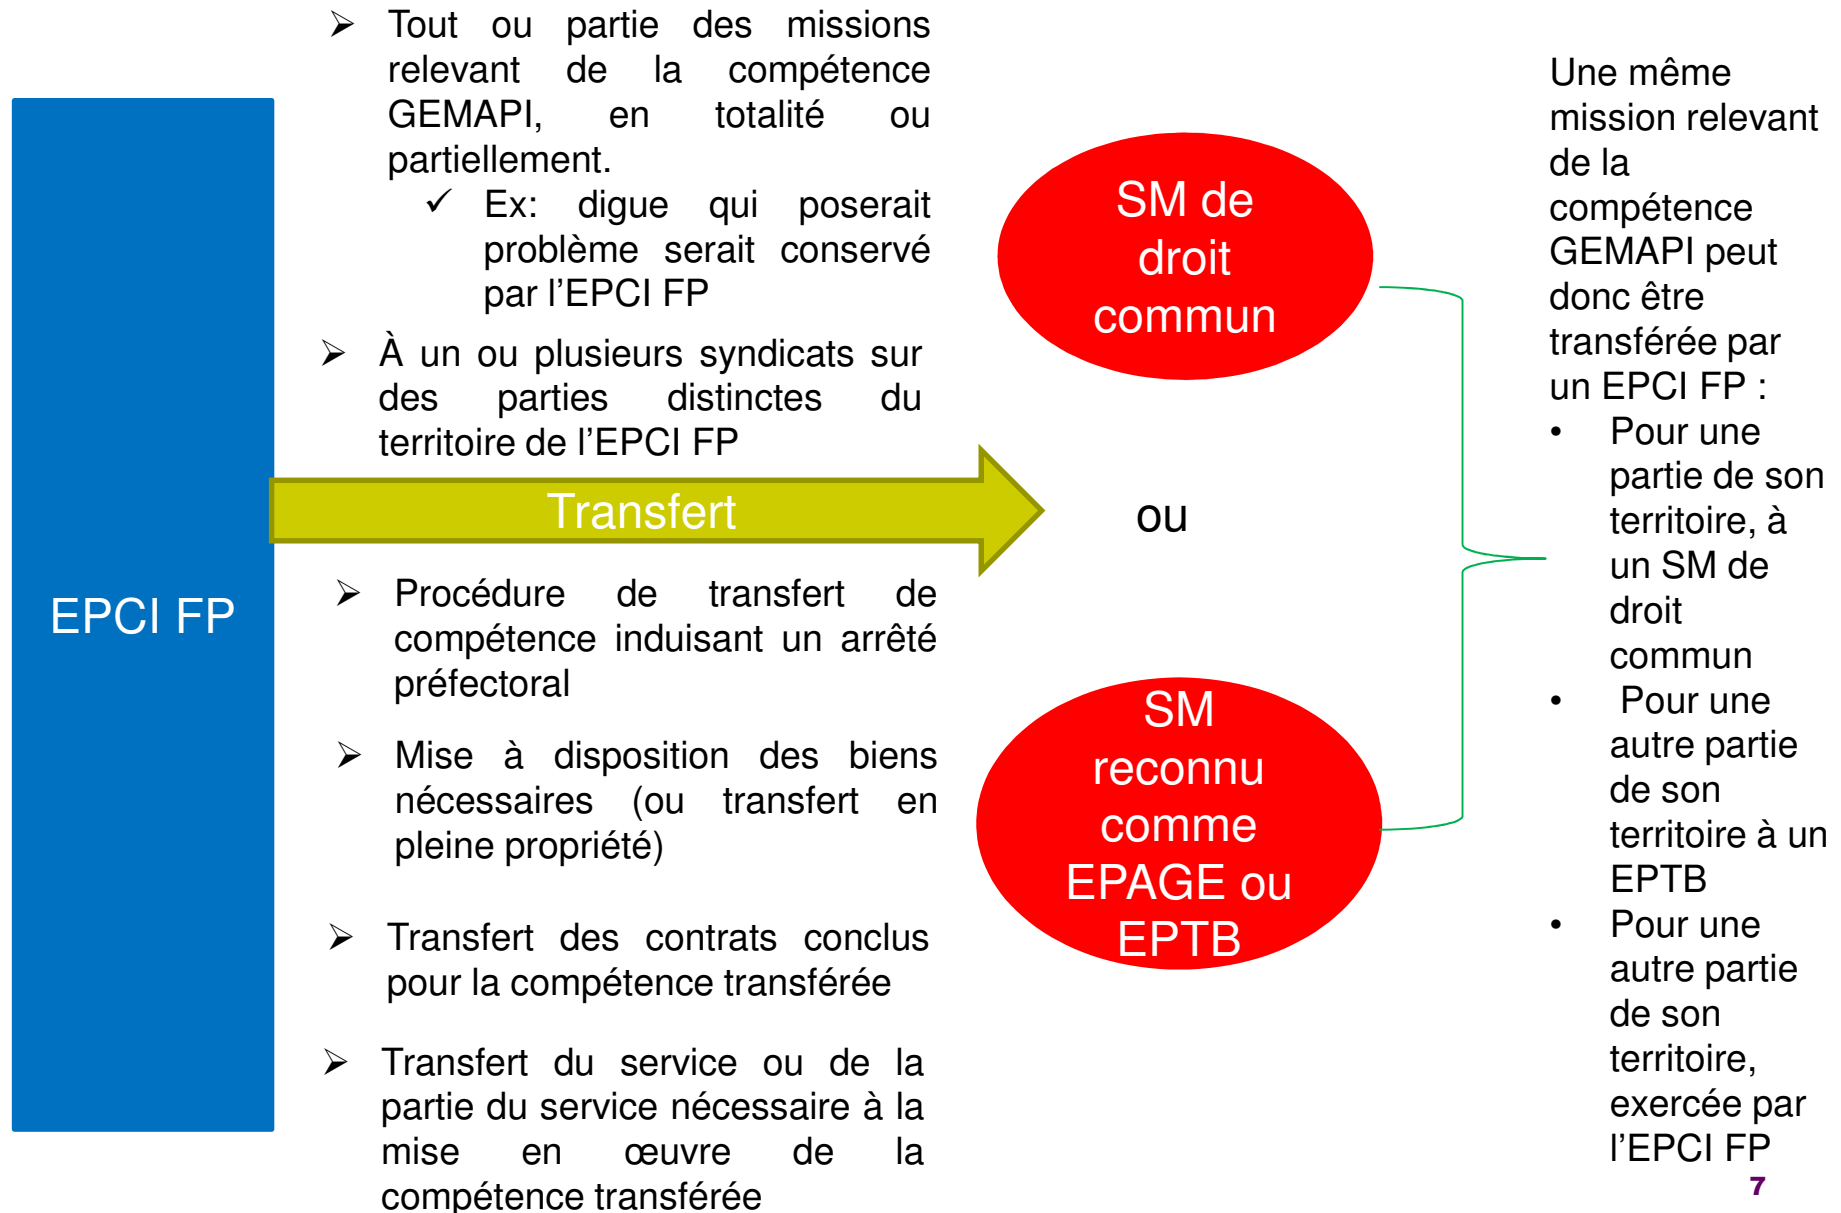 EPCI FP
➢ Tout ou partie des missions
relevant de la compétence
GEMAPI, en totalité ou
partiellement.
✓ Ex: digue qui poserait
problème serait conservé
par l’EPCI FP
➢ À un ou plusieurs syndicats sur
des parties distinctes du
territoire de l’EPCI FP
Transfert
➢ Procédure de transfert de
compétence induisant un arrêté
préfectoral
➢ Mise à disposition des biens
nécessaires (ou transfert en
pleine propriété)
➢ Transfert des contrats conclus
pour la compétence transférée
➢ Transfert du service ou de la
partie du service nécessaire à la
mise en œuvre de la
compétence transférée
SM de
droit
commun
ou
SM
reconnu
comme
EPAGE ou
EPTB
Une même
mission relevant
de la
compétence
GEMAPI peut
donc être
transférée par
un EPCI FP :
• Pour une
partie de son
territoire, à
un SM de
droit
commun
• Pour une
autre partie
de son
territoire à un
EPTB
• Pour une
autre partie
de son
territoire,
exercée par
l’EPCI FP
7